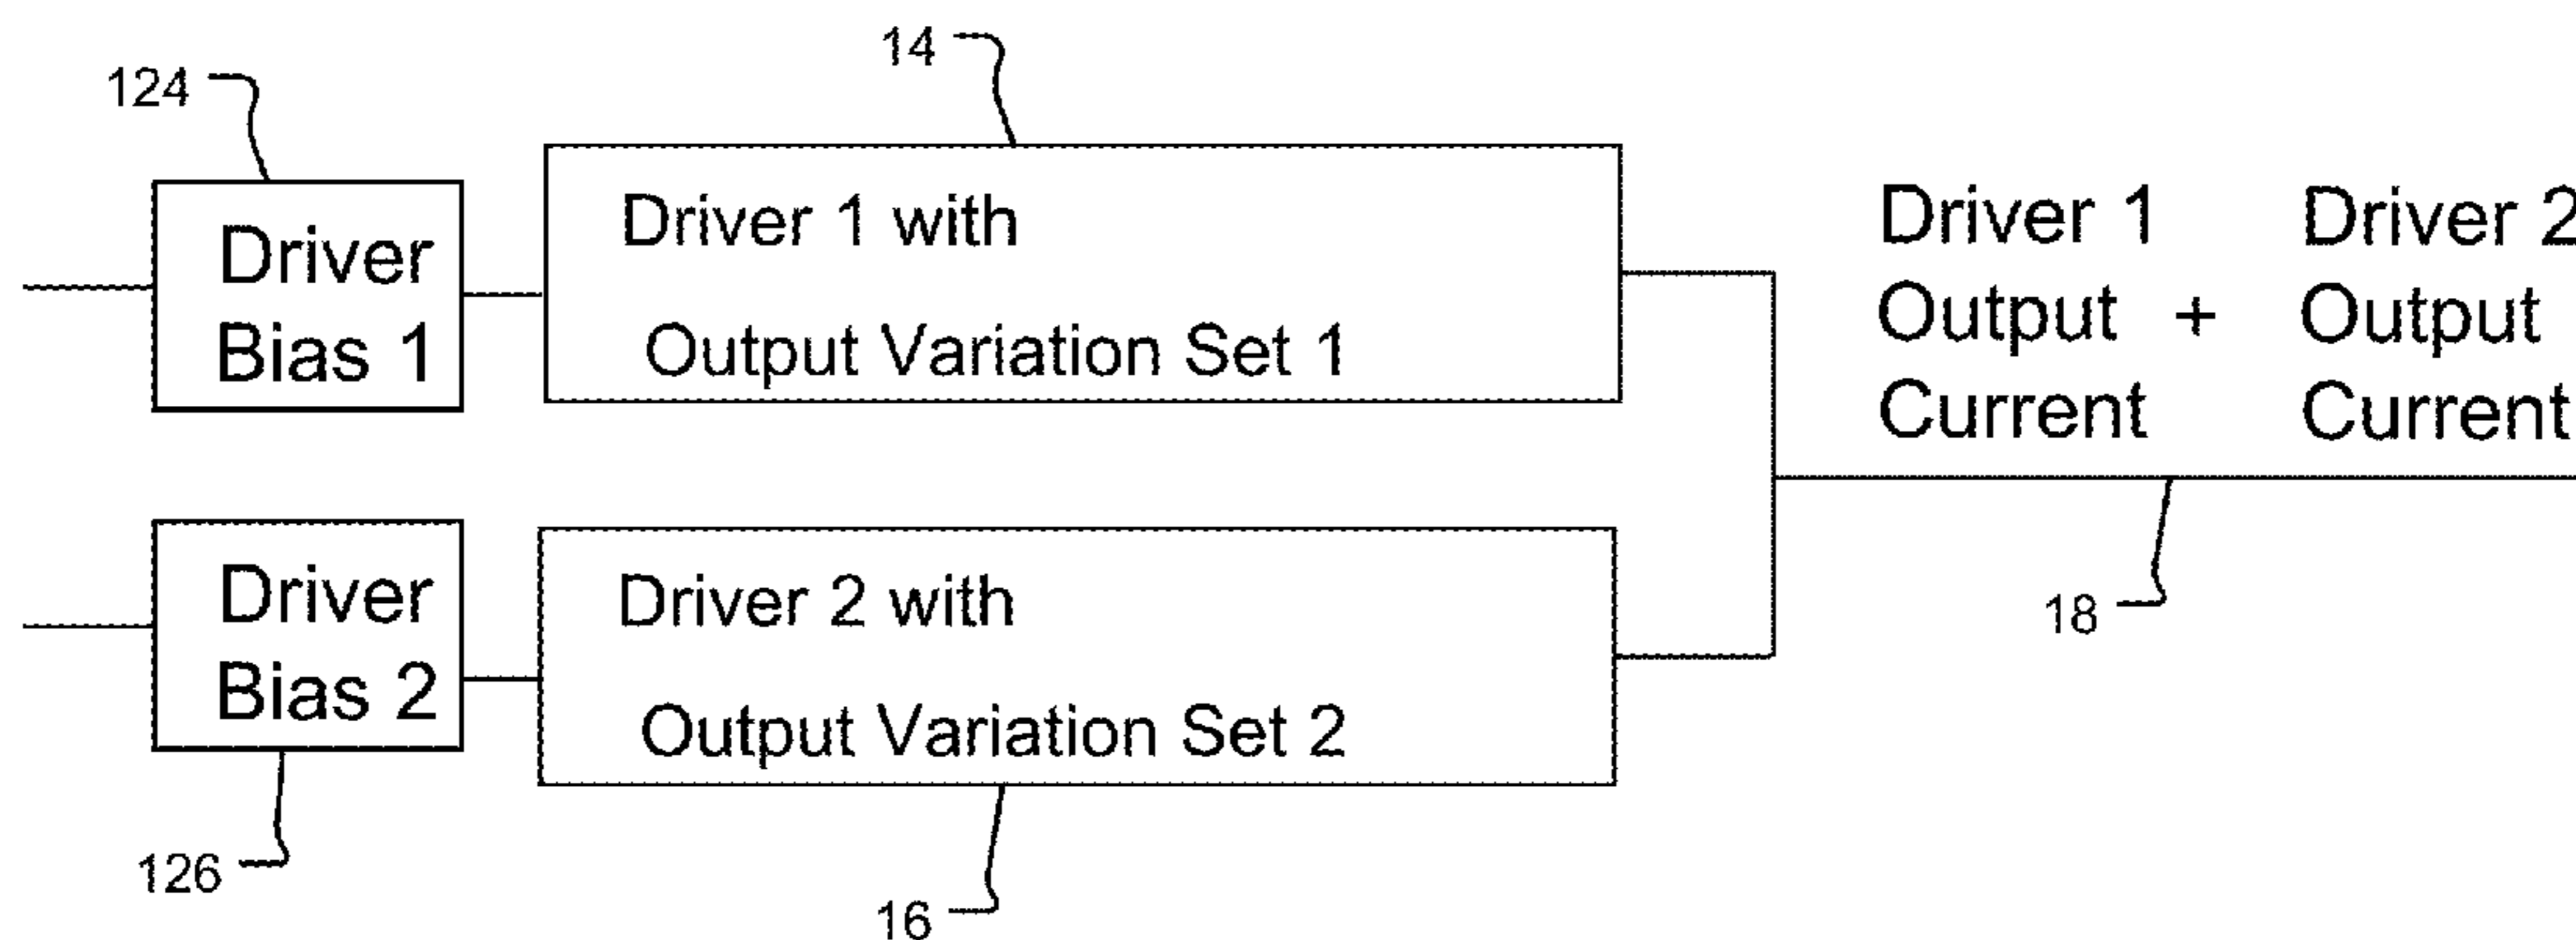 14
124
Driver
Bias 1
Driver 1 with
Output Variation Set 1
Driver 1
Output +
Current
Driver 2
Output
Current
Driver
Bias 2
Driver 2 with
Output Variation Set 2
18
126
16